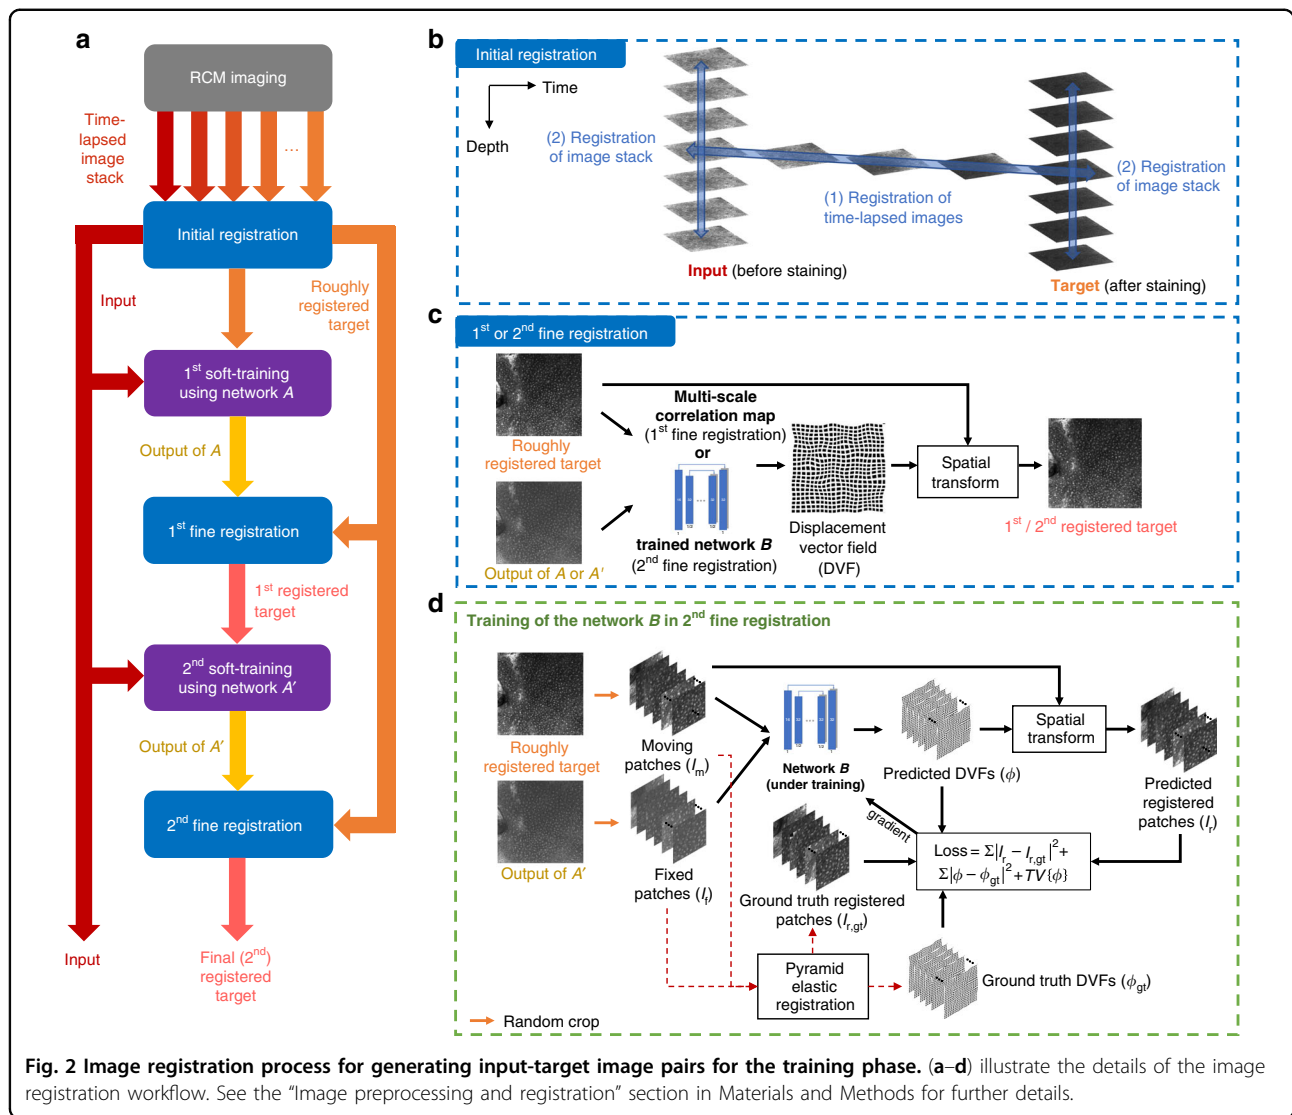 a
RCM imaging
Time-
lapsed
image
stack
...
Initial registration
Input
Roughly
registered
target
1st soft-training
using network A
Output of A
1st fine registration
1st registered
target
2nd soft-training
using network A′
Output of A′
2nd fine registration
Input
Final (2nd)
registered
target
b
Initial registration
Time
Depth
(2) Registration
of image stack
(1) Registration of
time-lapsed images
(2) Registration
of image stack
Input (before staining)
Target (after staining)
c
1st or 2nd fine registration
Roughly
registered target
Output of A or A′
Multi-scale
correlation map
(1st fine registration)
or
trained network B
(2nd fine registration)
Displacement
vector field
(DVF)
Spatial
transform
1st / 2nd registered target
d
Training of the network B in 2nd fine registration
Roughly
registered target
Output of A′
Moving
patches (Im)
Fixed
patches (If)
Network B
(under training)
gradient
Predicted DVFs (ϕ)
Spatial
transform
Predicted
registered
patches (Ir)
Loss = Σ|Ir − Ir,gt|2+
Σ|ϕ − ϕgt|2+TV{ϕ}
Ground truth registered
patches (Ir,gt)
Pyramid
elastic
registration
Ground truth DVFs (ϕgt)
Random crop
Fig. 2 Image registration process for generating input-target image pairs for the training phase. (a–d) illustrate the details of the image
registration workflow. See the “Image preprocessing and registration” section in Materials and Methods for further details.